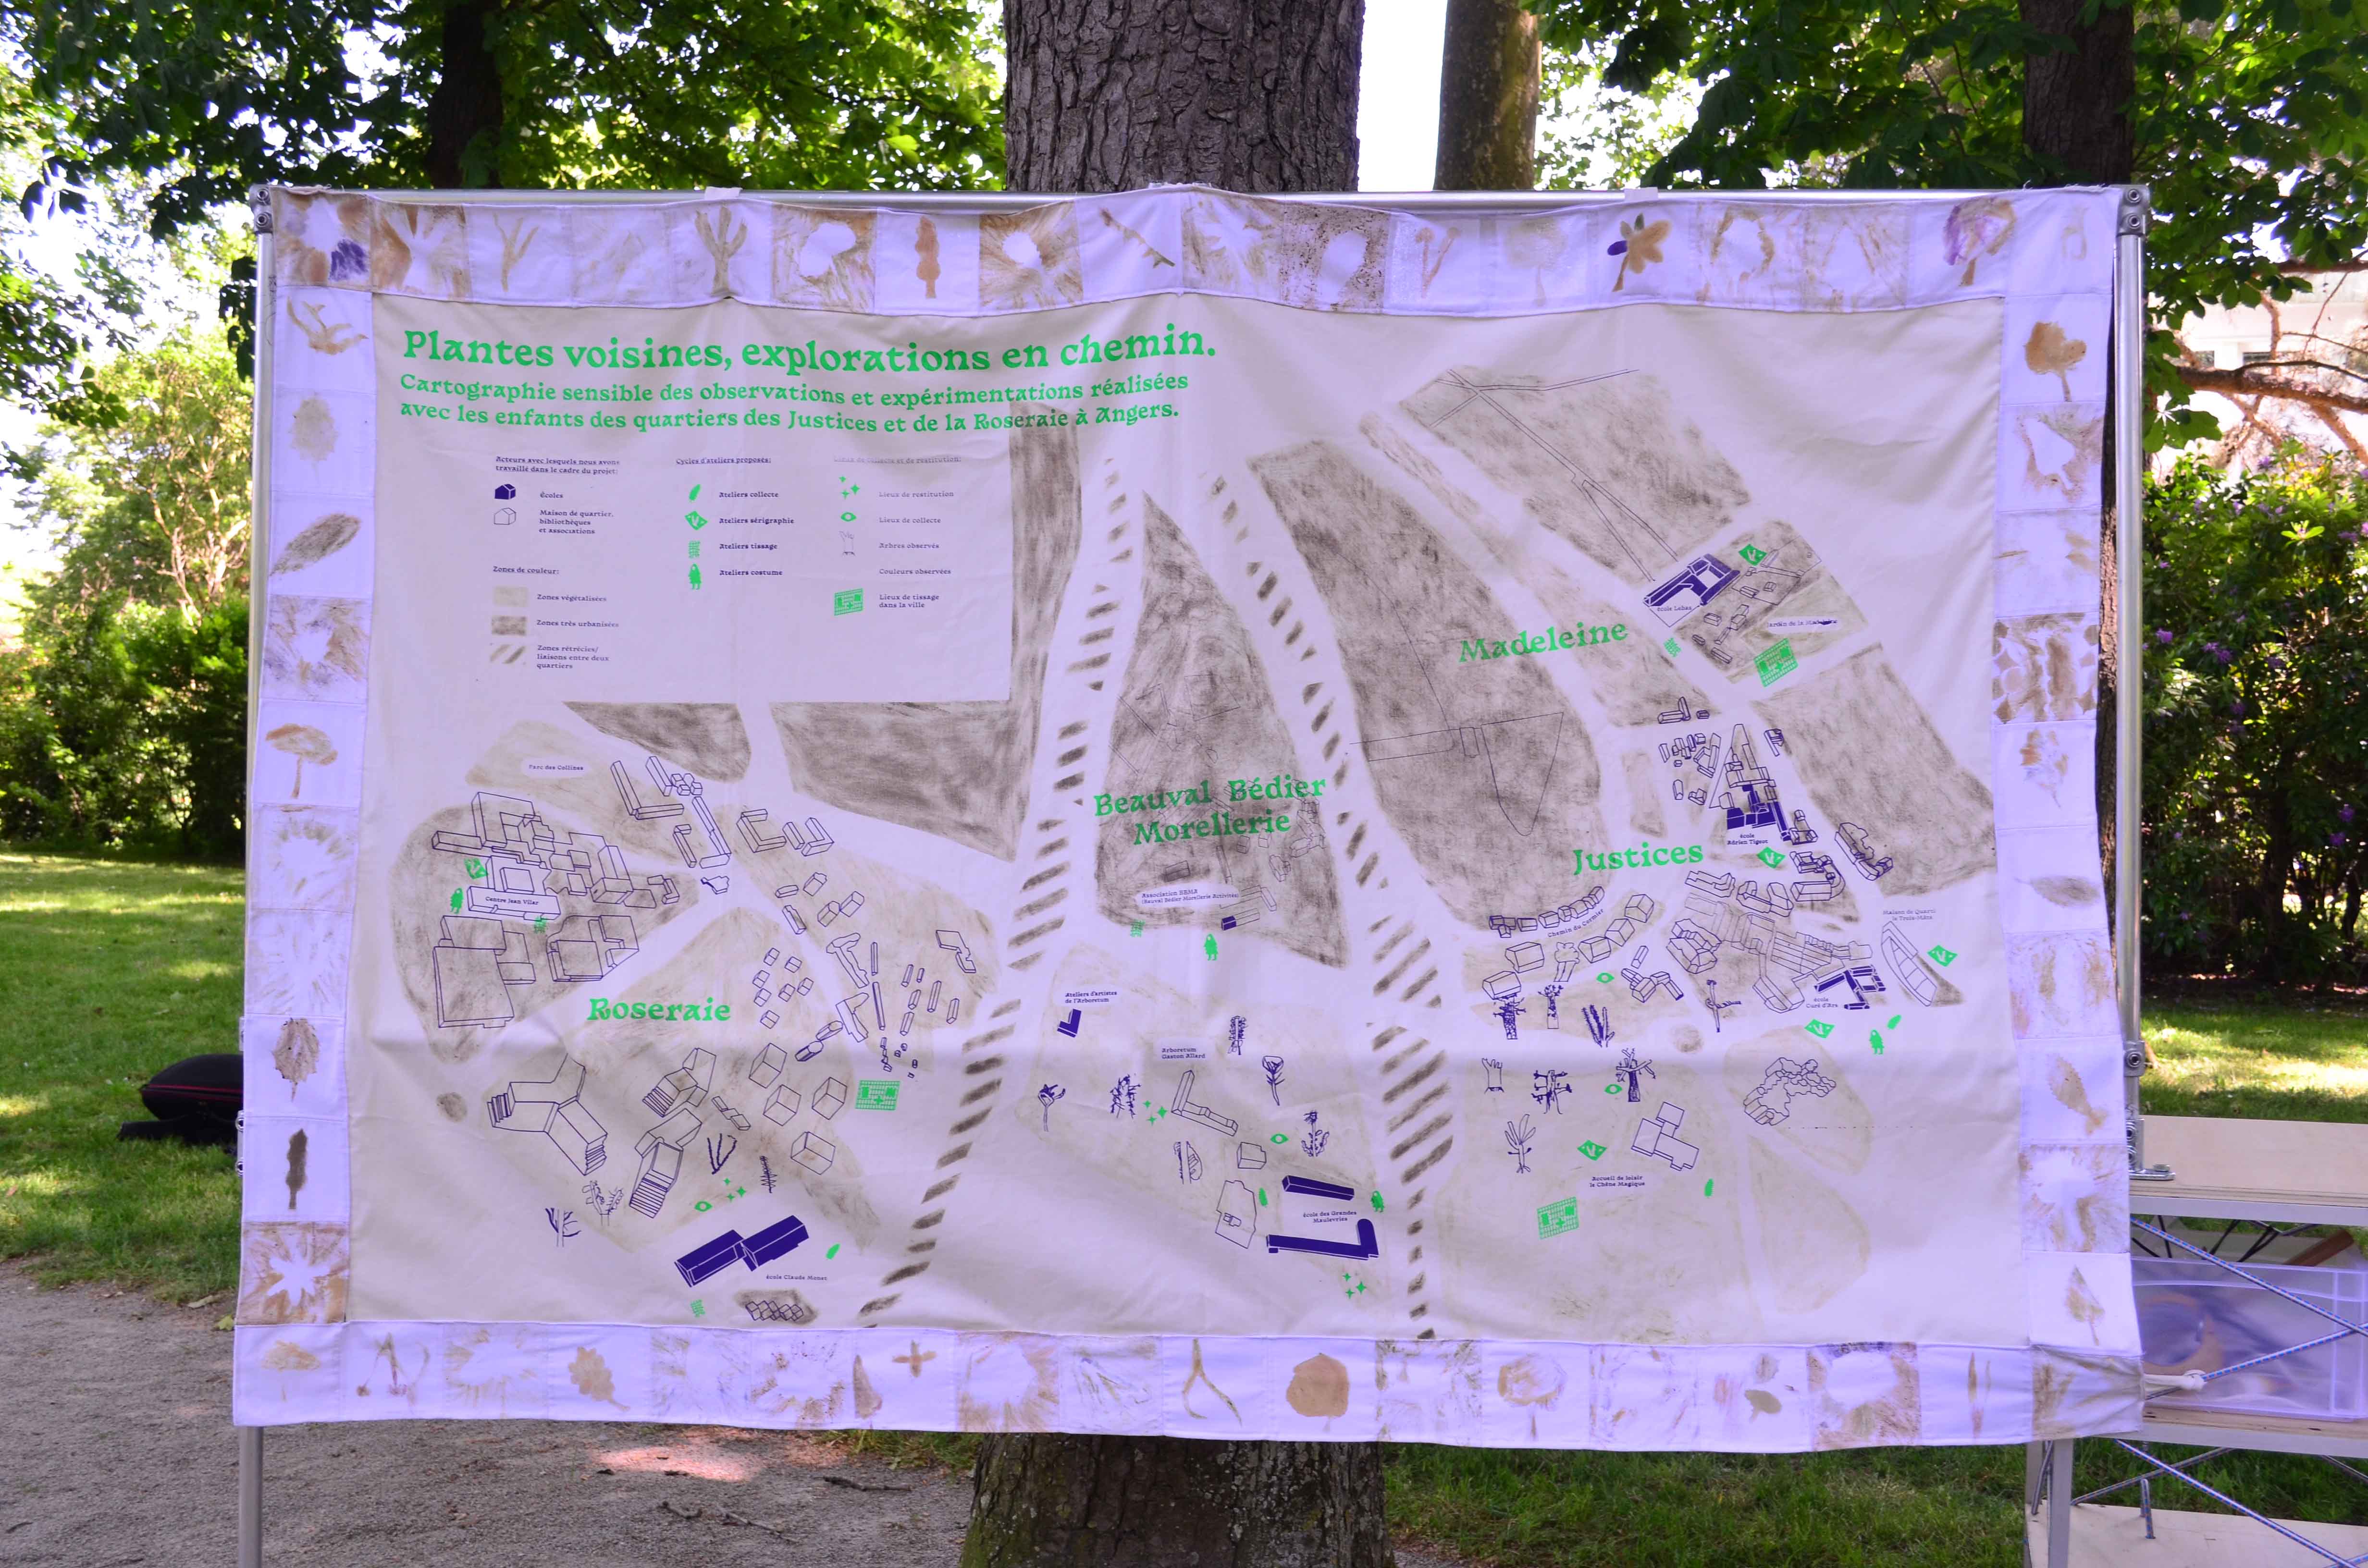 Plantes voisines, explorations en chemin.
Cartographie sensible des observations et expérimentations réalisées
avec les enfants des quartiers des Justices et de la Roseraie à Angers.
Acteurs avec lesquels nous avons
travaillé dans le cadre du projet:
écoles
Maison de quartier,
bibliothèques
et associations
Zones de couleur:
Zones végétalisées
Zones très urbanisées
Zones rétrécies/
liaisons entre deux
quartiers
Cycles d'ateliers proposés:
Ateliers collecte
Ateliers sérigraphie
Ateliers tissage
Ateliers costume
Lieux de collecte et de restitution:
Lieux de restitution
Lieux de collecte
Arbres observés
Couleurs observées
Lieux de tissage
dans la ville
Madeleine
école Lebas
Jardin de la
Parc des Collines
Beauval Bédier
Morellerie
Justices
école
Adrien Tigeot
Centre Jean Vilar
Association BBMA
(Beauval Bédier Morellerie Activités)
Chemin du Cormier
Maison de Quartier
le Trois-Mâts
Roseraie
Ateliers d'artistes
de l'Arboretum
école
Curé d'Ars
Arboretum
Gaston Allard
Accueil de loisir
le Chêne Magique
école des Grandes
Maulévries
école Claude Monet